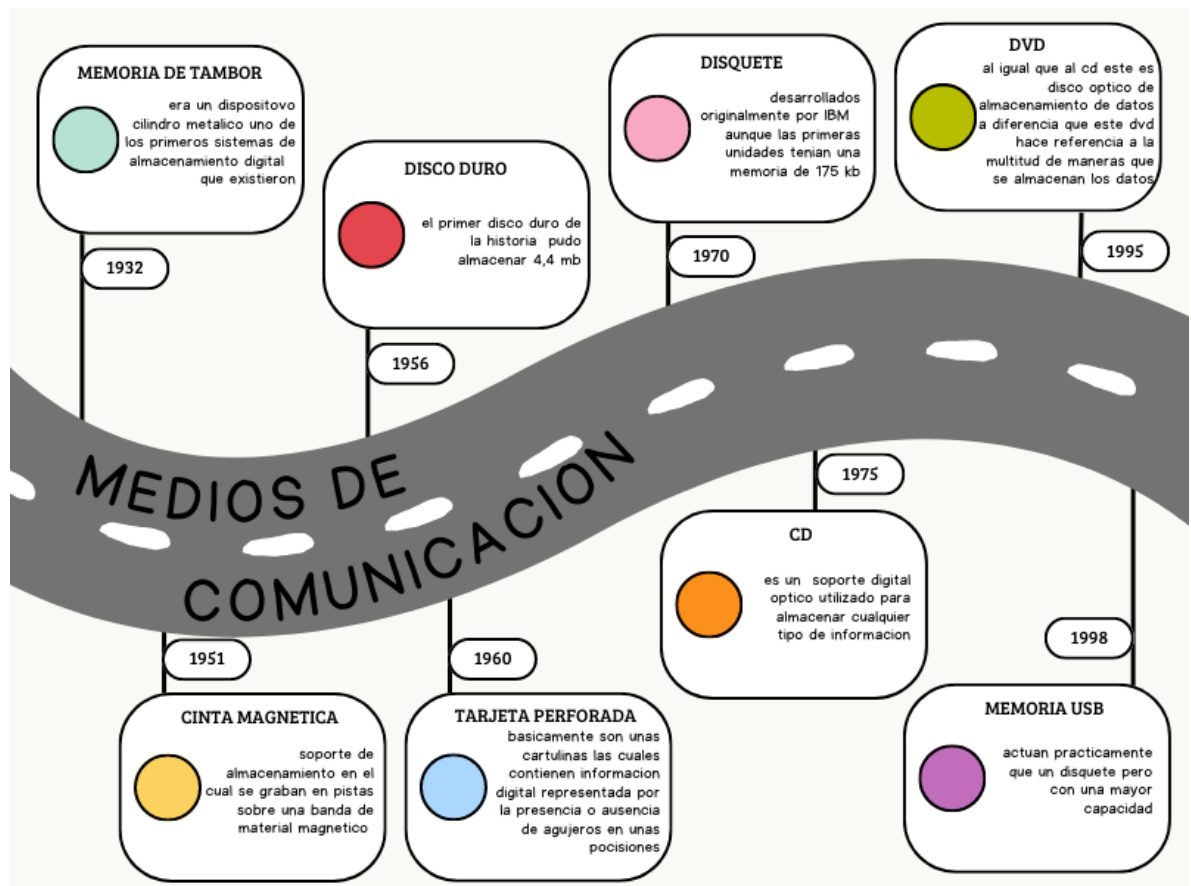 MEMORIA DE TAMBOR
era un dispositovo
cilindro metalico uno de
los primeros sistemas de
almacenamiento digital
que existieron
1932
DISCO DURO
el primer disco duro de
la historia pudo
almacenar 4,4 mb
1956
DISQUETE
desarrollados
originalmente por IBM
aunque las primeras
unidades tenian una
memoria de 175 kb
1970
DVD
al igual que al cd este es
disco optico de
almacenamiento de datos
a diferencia que este dvd
hace referencia a la
multitud de maneras que
se almacenan los datos
1995
MEDIOS DE
COMUNICACION
1951
CINTA MAGNETICA
soporte de
almacenamiento en el
cual se graban en pistas
sobre una banda de
material magnetico
1960
TARJETA PERFORADA
basicamente son unas
cartulinas las cuales
contienen informacion
digital representada por
la presencia o ausencia
de agujeros en unas
pocisiones
1975
CD
es un soporte digital
optico utilizado para
almacenar cualquier
tipo de informacion
1998
MEMORIA USB
actuan practicamente
que un disquete pero
con una mayor
capacidad